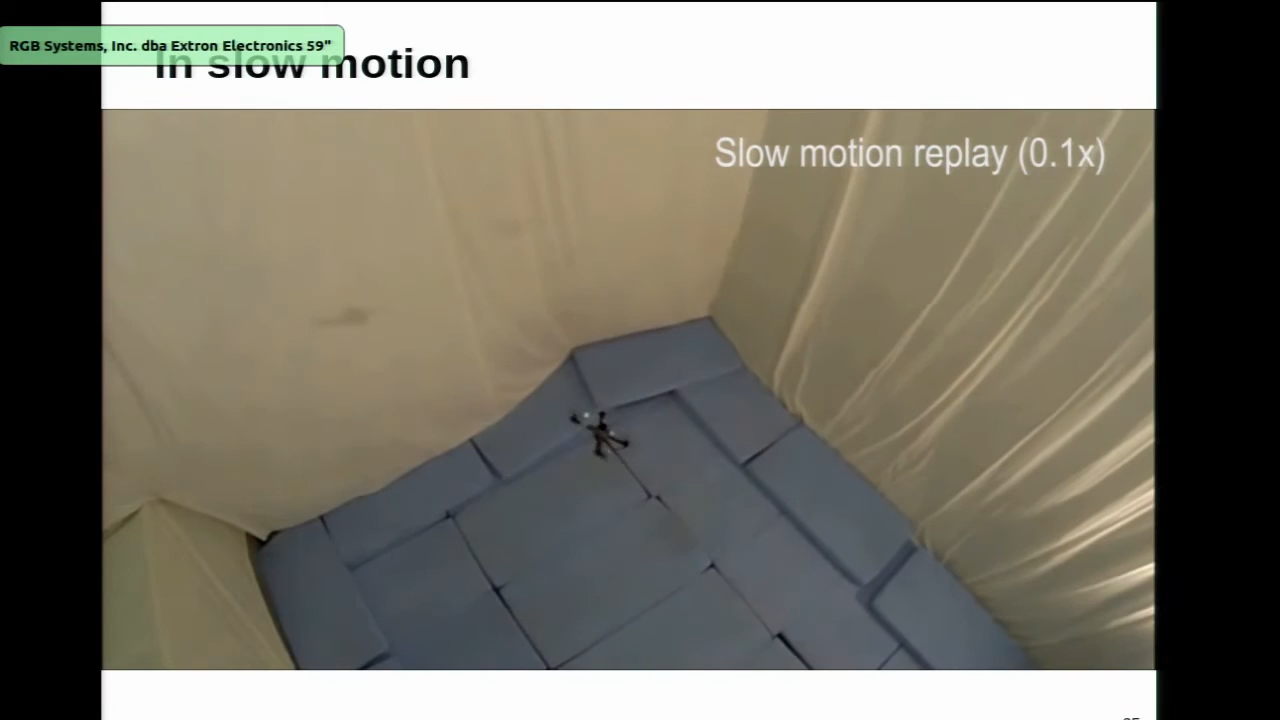 RGB Systems, Inc. dba Extron Electronics 59"
In slow motion
Slow motion replay (0.1x)